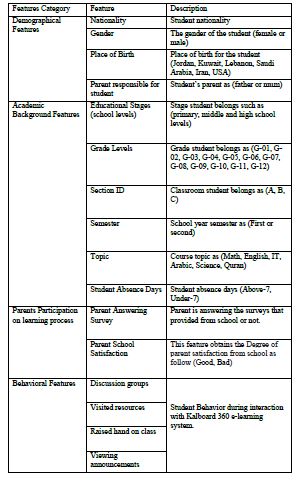 Features Category Feature Description
Demographical Features
Nationality Student nationality
Gender The gender of the student (female or male)
Place of Birth Place of birth for the student (Jordan, Kuwait, Lebanon, Saudi Arabia, Iran, USA)
Parent responsible for student Student's parent as (father or mum)
Academic Background Features
Educational Stages (school levels) Stage student belongs such as (primary, middle and high school levels)
Grade Levels Grade student belongs as (G-01, G-02, G-03, G-04, G-05, G-06, G-07, G-08, G-09, G-10, G-11, G-12)
Section ID Classroom student belongs as (A, B, C)
Semester School year semester as (First or second)
Topic Course topic as (Math, English, IT, Arabic, Science, Quran)
Student Absence Days Student absence days (Above-7, Under-7)
Parents Participation on learning process
Parent Answering Survey Parent is answering the surveys that provided from school or not.
Parent School Satisfaction This feature obtains the Degree of parent satisfaction from school as follow (Good, Bad)
Behavioral Features
Discussion groups
Visited resources
Raised hand on class
Viewing announcements
Student Behavior during interaction with Kalboard 360 e-learning system.